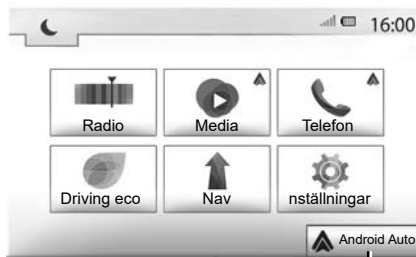 16:00
Radio
Media
Telefon
Driving eco
Nav
nställningar
Android Auto